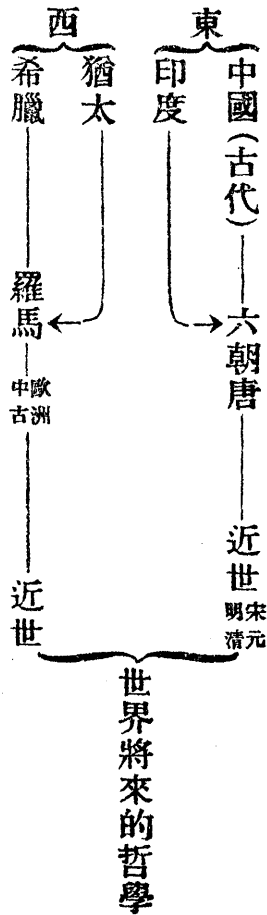 東
中國(古代)
六朝唐
近世
宋元
明清
印度
西
猶太
希臘
羅馬
歐洲
中古
近世
世界將來的哲學